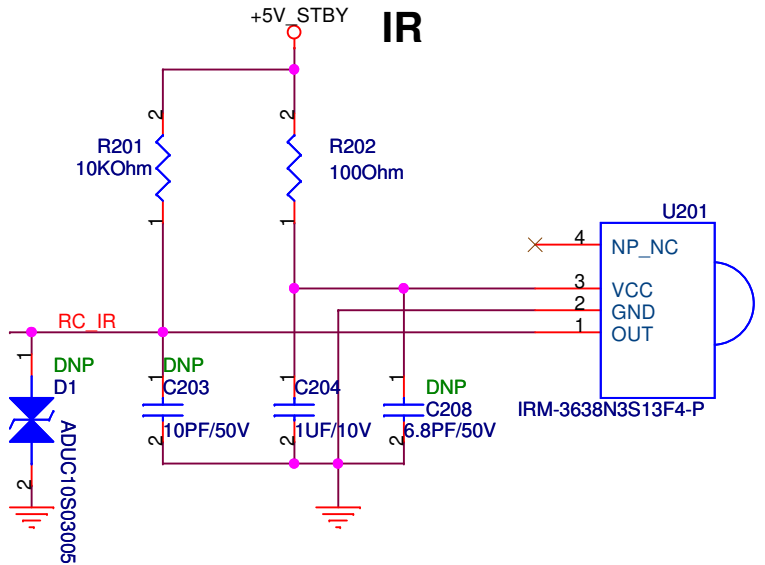 +5V_STBY
IR
2
2
R201
10KOhm
R202
100Ohm
1
1
U201
4
NP_NC
3
VCC
2
GND
1
OUT
RC_IR
1
DNP
D1
1
DNP
C203
1
C204
1
DNP
C208
IRM-3638N3S13F4-P
2
10PF/50V
2
1UF/10V
2
6.8PF/50V
ADUC10S03005
2